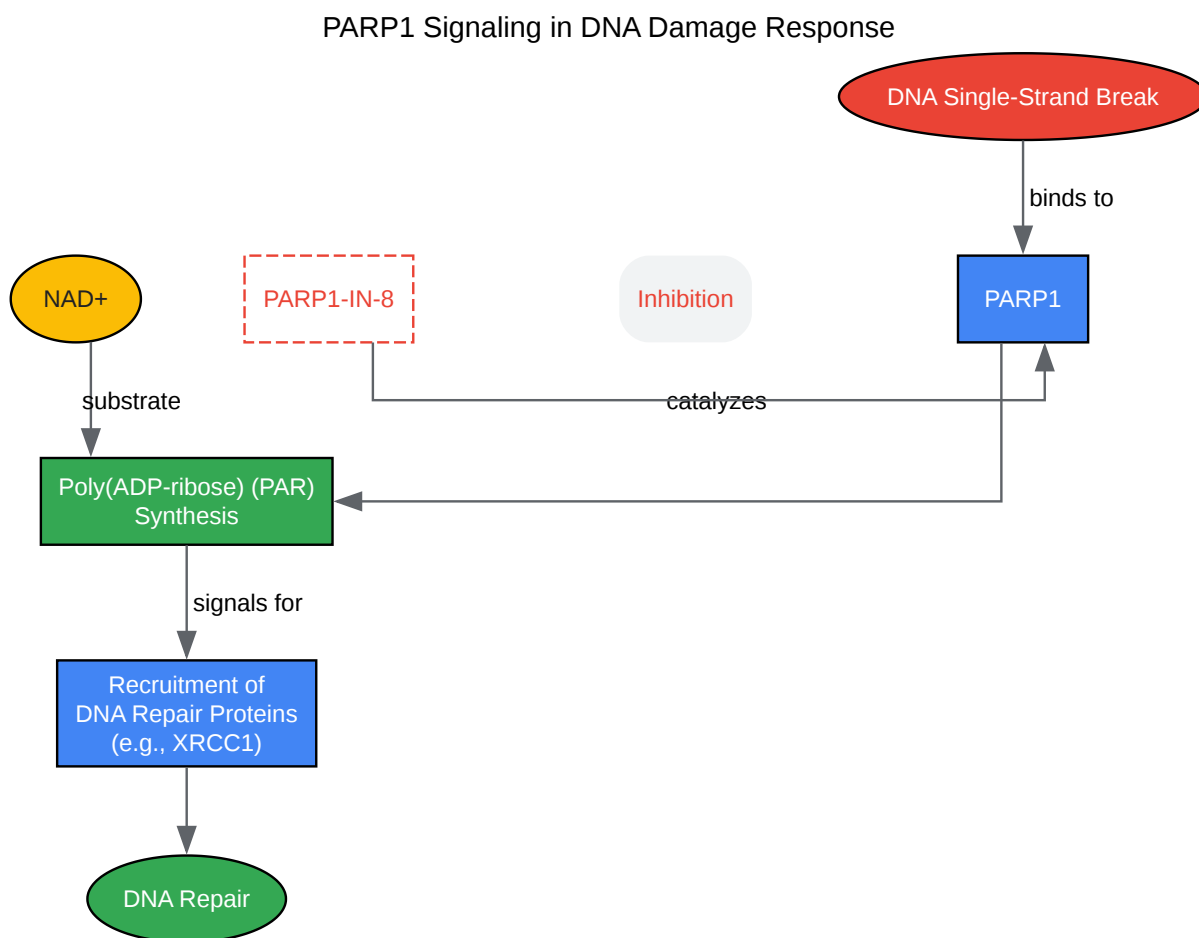 PARP1 Signaling in DNA Damage Response
DNA Single-Strand Break
binds to
NAD+
PARP1-IN-8
Inhibition
PARP1
substrate
catalyzes
Poly(ADP-ribose) (PAR)
Synthesis
signals for
Recruitment of
DNA Repair Proteins
(e.g., XRCC1)
DNA Repair